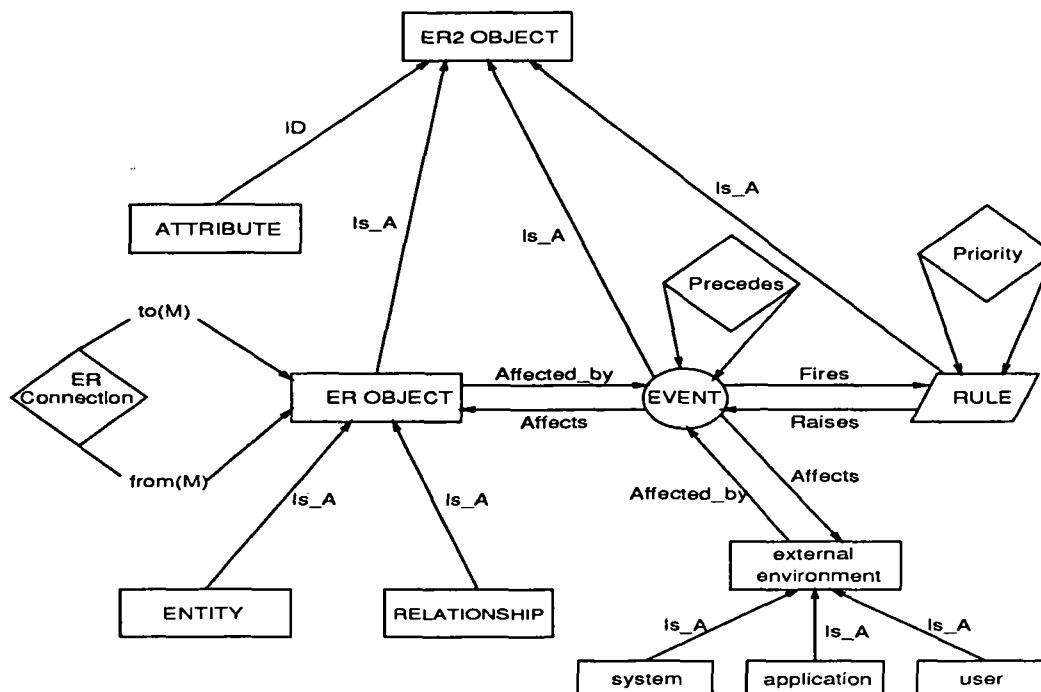 ER2 OBJECT
ID
Is_A
ATTRIBUTE
Is_A
Is_A
Precedes
Priority
to(M)
ER
Connection
ER OBJECT
Affected_by
EVENT
Fires
RULE
Affects
Raises
from(M)
Is_A
Is_A
Affected_by
Affects
external
environment
ENTITY
RELATIONSHIP
Is_A
Is_A
Is_A
system
application
user